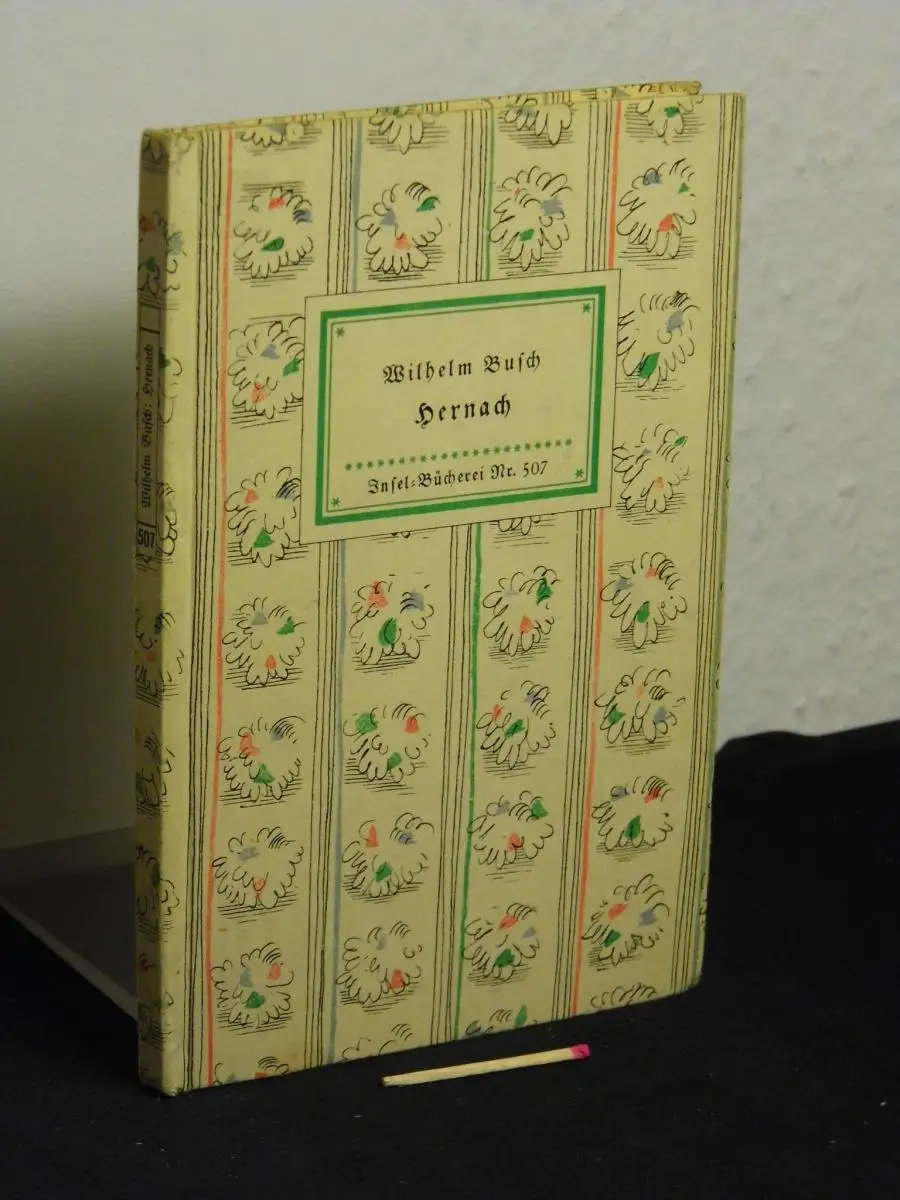 Wilhelm Buſch
Hernach
Inſel=Bücherei Nr. 507
Wilhelm Buſch: Hernach
507